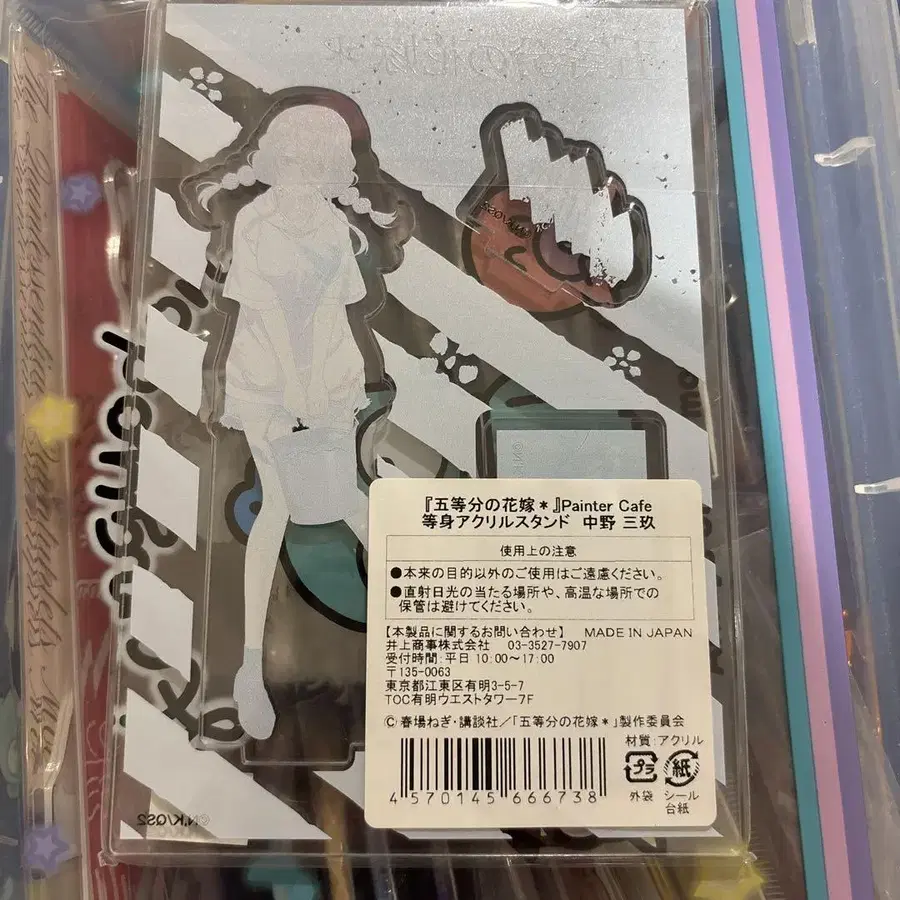 『五等分の花嫁＊』Painter Cafe
等身アクリルスタンド 中野 三玖
使用上の注意
●本来の目的以外のご使用はご遠慮ください。
●直射日光の当たる場所や、高温な場所での
保管は避けてください。
【本製品に関するお問い合わせ】 MADE IN JAPAN
井上商事株式会社 03-3527-7907
受付時間:平日 10:00～17:00
〒135-0063
東京都江東区有明3-5-7
TOC有明ウエストタワー7F
©春場ねぎ・講談社／「五等分の花嫁＊」製作委員会
材質:アクリル
プラ 紙
外袋 シール
台紙
4 570145 666738
©N,K/QS2